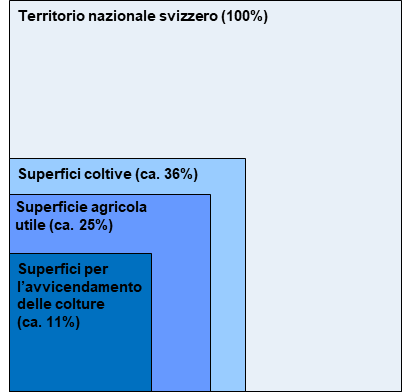 Territorio nazionale svizzero (100%)
Superfici coltive (ca. 36%)
Superficie agricola
utile (ca. 25%)
Superfici per
l'avvicendamento
delle colture
(ca. 11%)